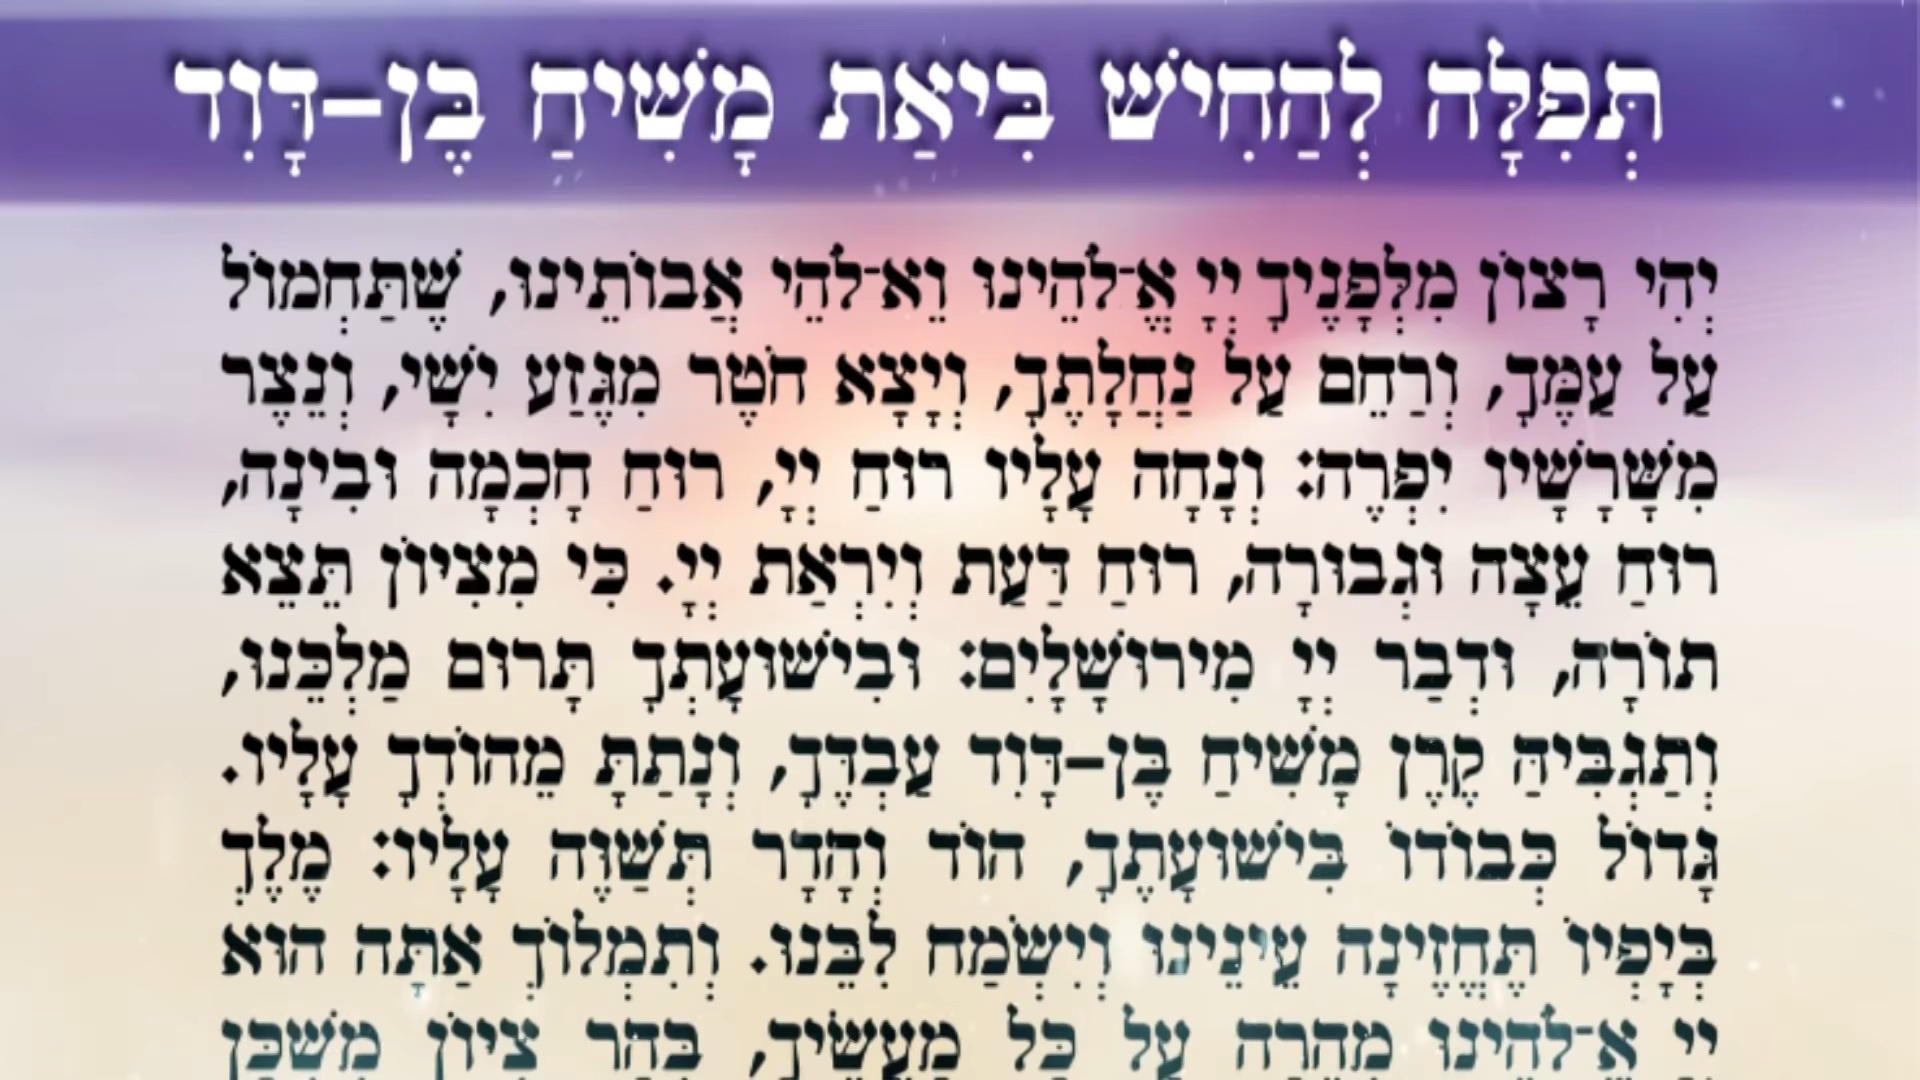 תְּפִלָּה לְהַחִישׁ בִּיאַת מָשִׁיחַ בֶּן–דָּוִד
יְהִי רָצוֹן מִלְּפָנֶיךָ יְיָ אֱ-לֹהֵינוּ וֵא-לֹהֵי אֲבוֹתֵינוּ, שֶׁתַּחְמוֹל
עַל עַמֶּךָ, וְרַחֵם עַל נַחֲלָתֶךָ, וְיָצָא חֹטֶר מִגֶּזַע יִשָׁי, וְנֵצֶר
מִשָּׁרָשָׁיו יִפְרֶה: וְנָחָה עָלָיו רוּחַ יְיָ, רוּחַ חָכְמָה וּבִינָה,
רוּחַ עֵצָה וּגְבוּרָה, רוּחַ דַּעַת וְיִרְאַת יְיָ. כִּי מִצִּיּוֹן תֵּצֵא
תוֹרָה, וּדְבַר יְיָ מִירוּשָׁלָיִם: וּבִישׁוּעָתְךָ תָּרוּם מַלְכֵּנוּ,
וְתַגְבִּיהַּ קֶרֶן מָשִׁיחַ בֶּן–דָּוִד עַבְדֶּךָ, וְנָתַתָּ מֵהוֹדְךָ עָלָיו.
גָּדוֹל כְּבוֹדוֹ בִּישׁוּעָתֶךָ, הוֹד וְהָדָר תְּשַׁוֶּה עָלָיו: מֶלֶךְ
בְּיָפְיוֹ תֶּחֱזֶינָה עֵינֵינוּ וְיִשְׂמַח לִבֵּנוּ. וְתִמְלוֹךְ אַתָּה הוּא
יְיָ אֱ-לֹהֵינוּ מְהֵרָה עַל כָּל מַעֲשֶׂיךָ, בְּהַר צִיּוֹן מִשְׁכַּן